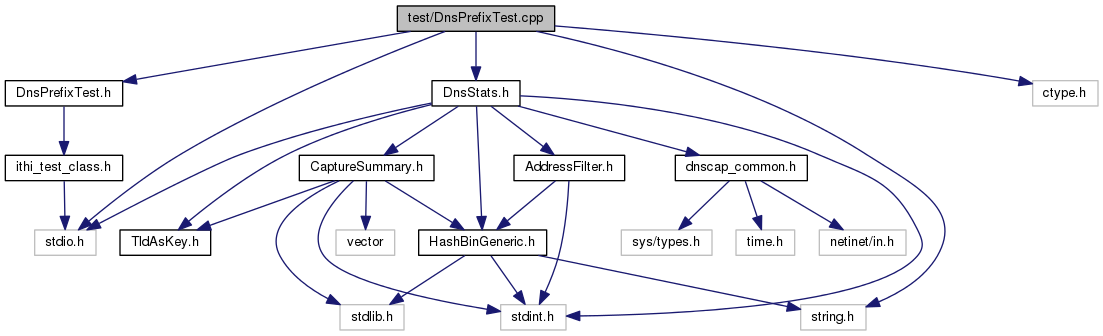 test/DnsPrefixTest.cpp
DnsPrefixTest.h
DnsStats.h
ctype.h
ithi_test_class.h
CaptureSummary.h
AddressFilter.h
dnscap_common.h
stdio.h
TldAsKey.h
vector
HashBinGeneric.h
sys/types.h
time.h
netinet/in.h
stdlib.h
stdint.h
string.h